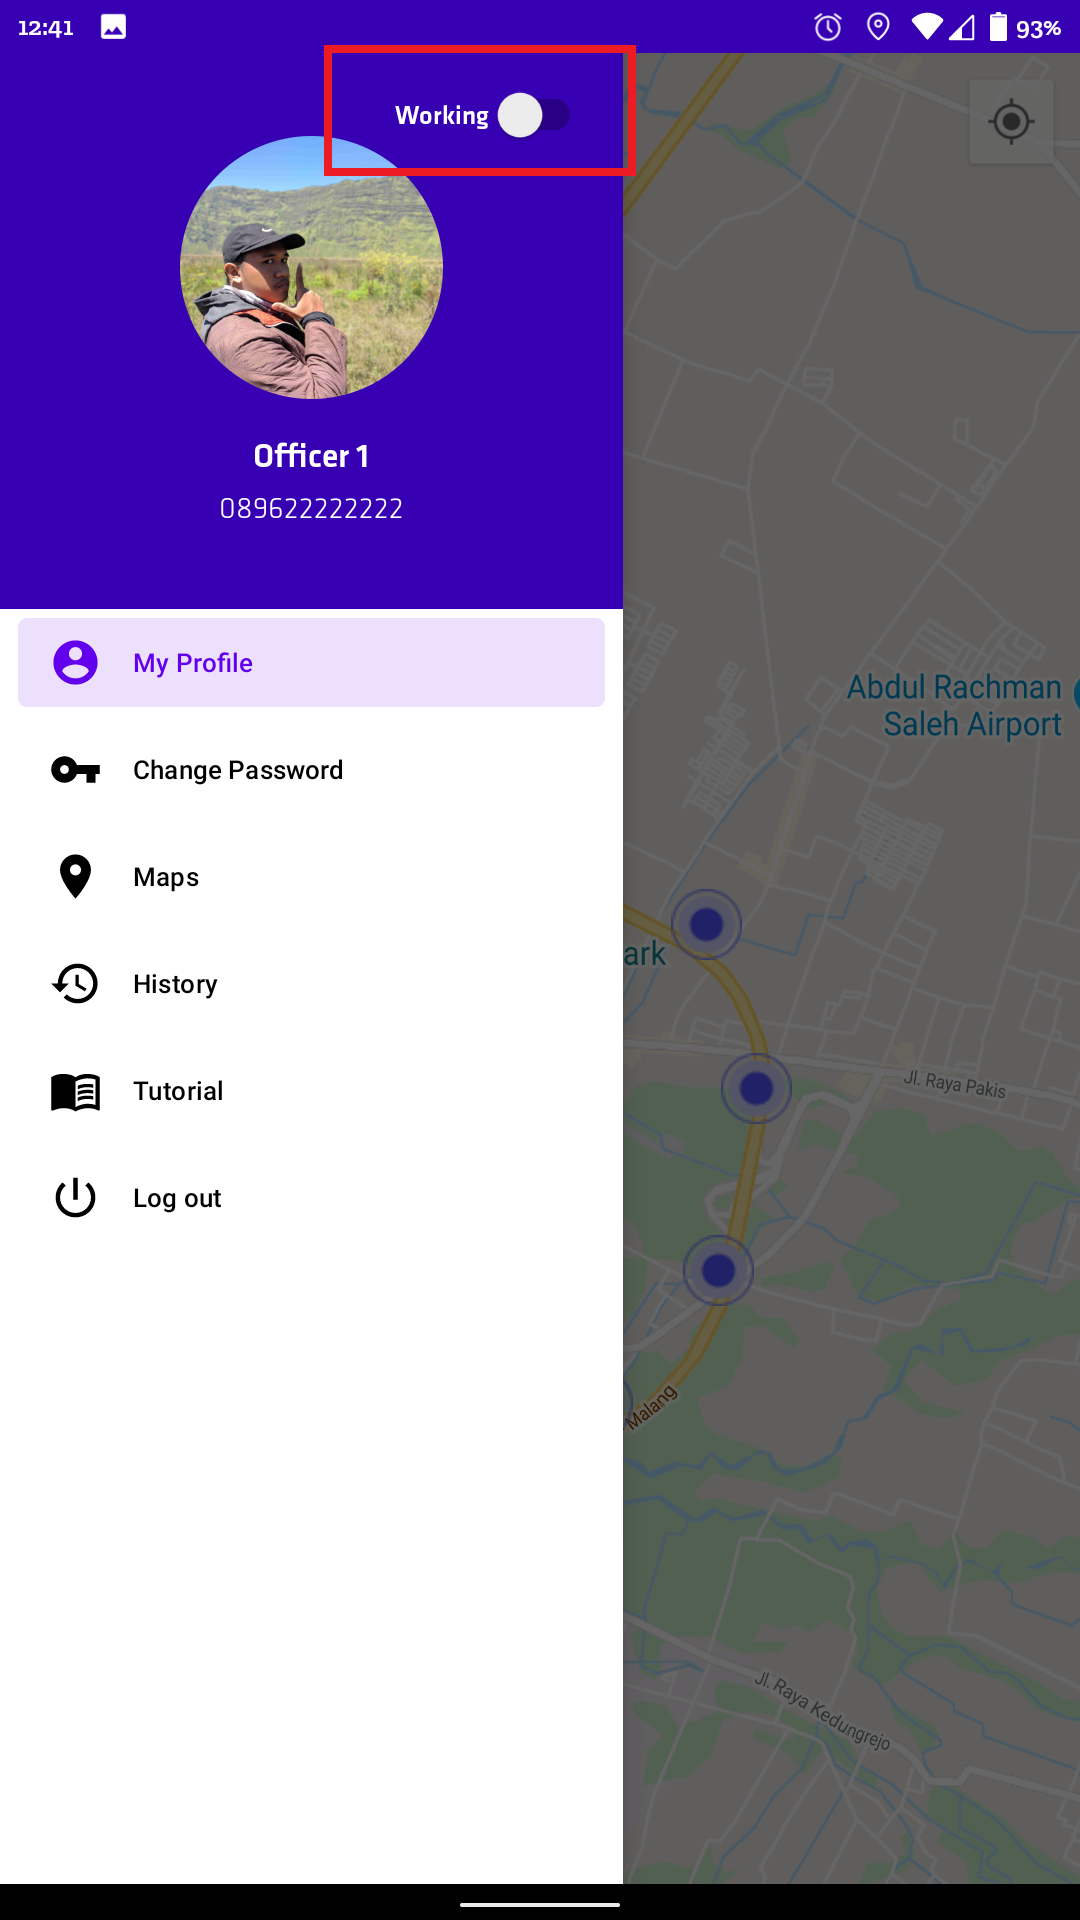 12:41
93%
Working
Officer 1
089622222222
My Profile
Change Password
Maps
History
Tutorial
Log out
Abdul Rachman
Saleh Airport
ark
Jl. Raya Pakis
Malang
Jl. Raya Kedungrejo